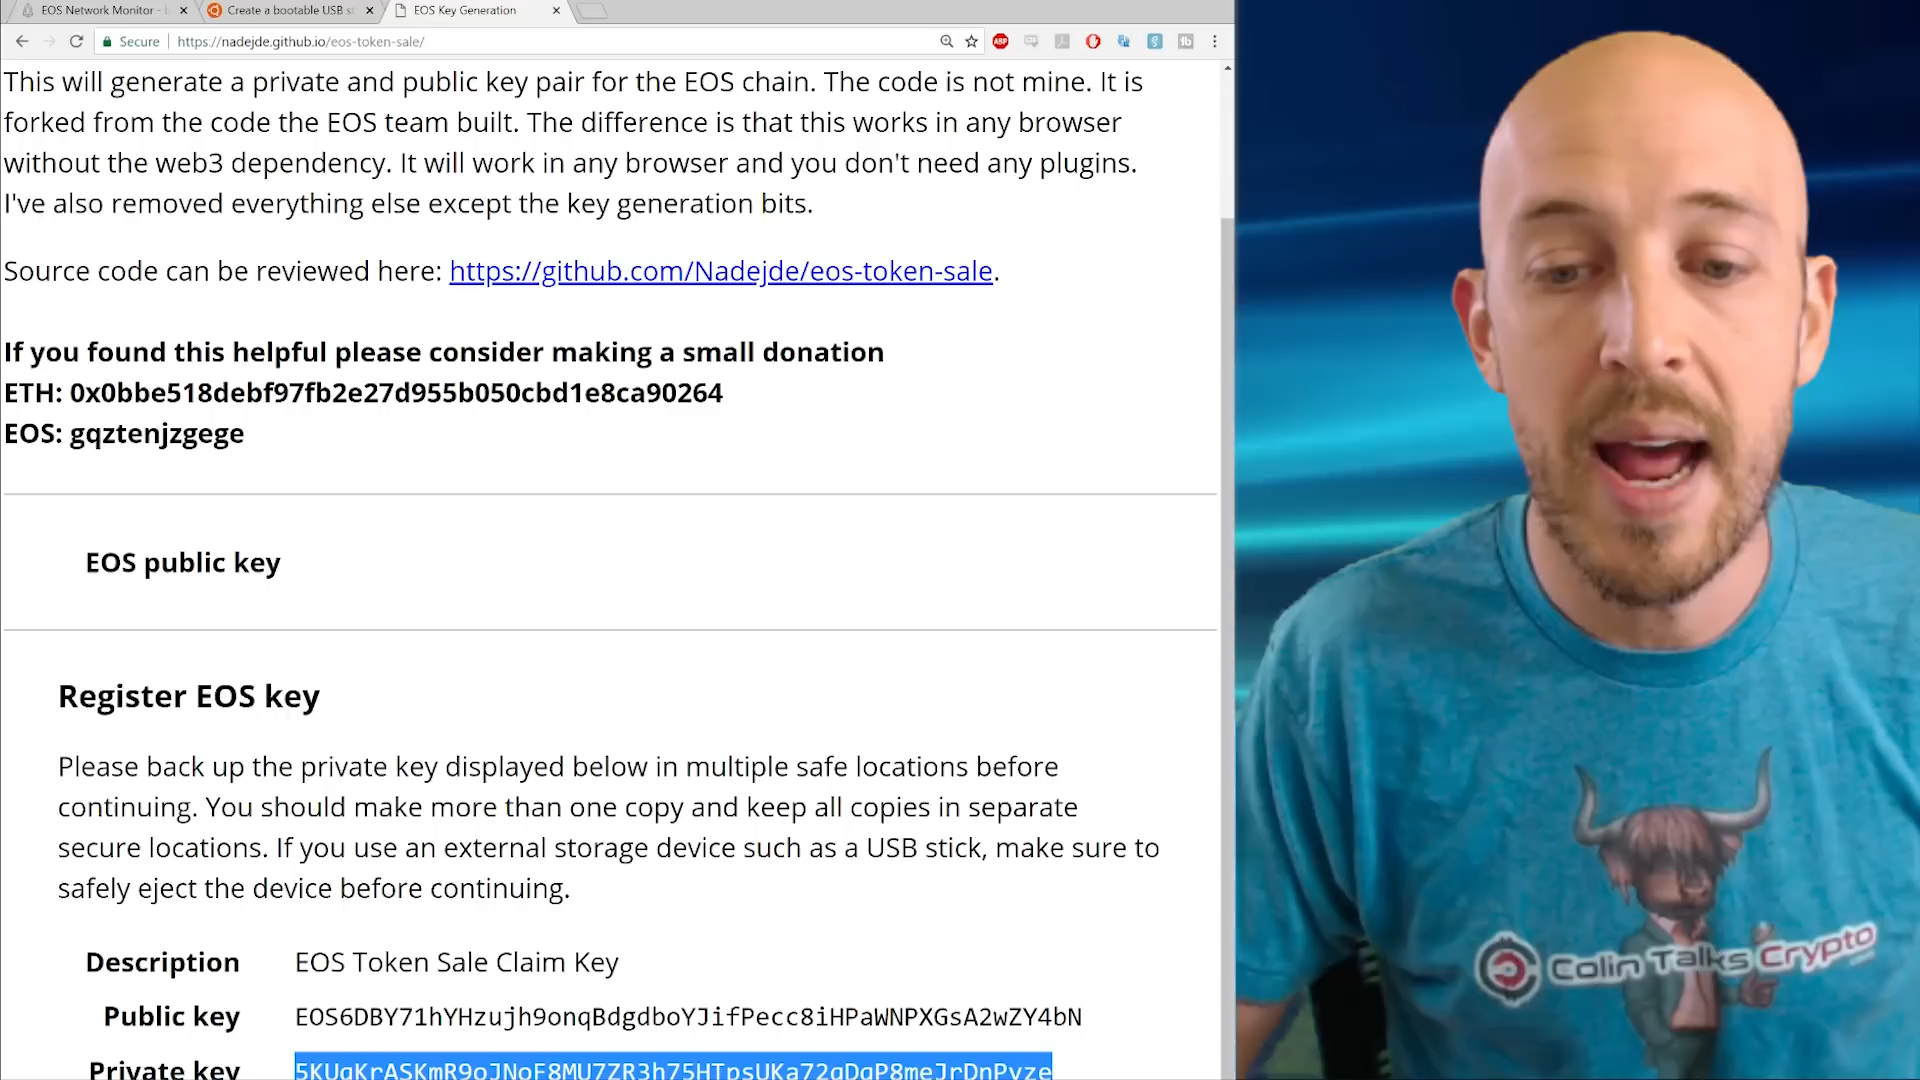 EOS Network Monitor -
Create a bootable USB s
EOS Key Generation
Secure
https://nadejde.github.io/eos-token-sale/
ABP
This will generate a private and public key pair for the EOS chain. The code is not mine. It is
forked from the code the EOS team built. The difference is that this works in any browser
without the web3 dependency. It will work in any browser and you don't need any plugins.
I've also removed everything else except the key generation bits.
Source code can be reviewed here: https://github.com/Nadejde/eos-token-sale.
If you found this helpful please consider making a small donation
ETH: 0x0bbe518debf97fb2e27d955b050cbd1e8ca90264
EOS: gqztenjzgege
EOS public key
Register EOS key
Please back up the private key displayed below in multiple safe locations before
continuing. You should make more than one copy and keep all copies in separate
secure locations. If you use an external storage device such as a USB stick, make sure to
safely eject the device before continuing.
Description EOS Token Sale Claim Key
Public key EOS6DBY71hYHzujh9onqBdgdboYJifPecc8iHPaWNPXGsA2wZY4bN
Private key
Colin Talks Crypto